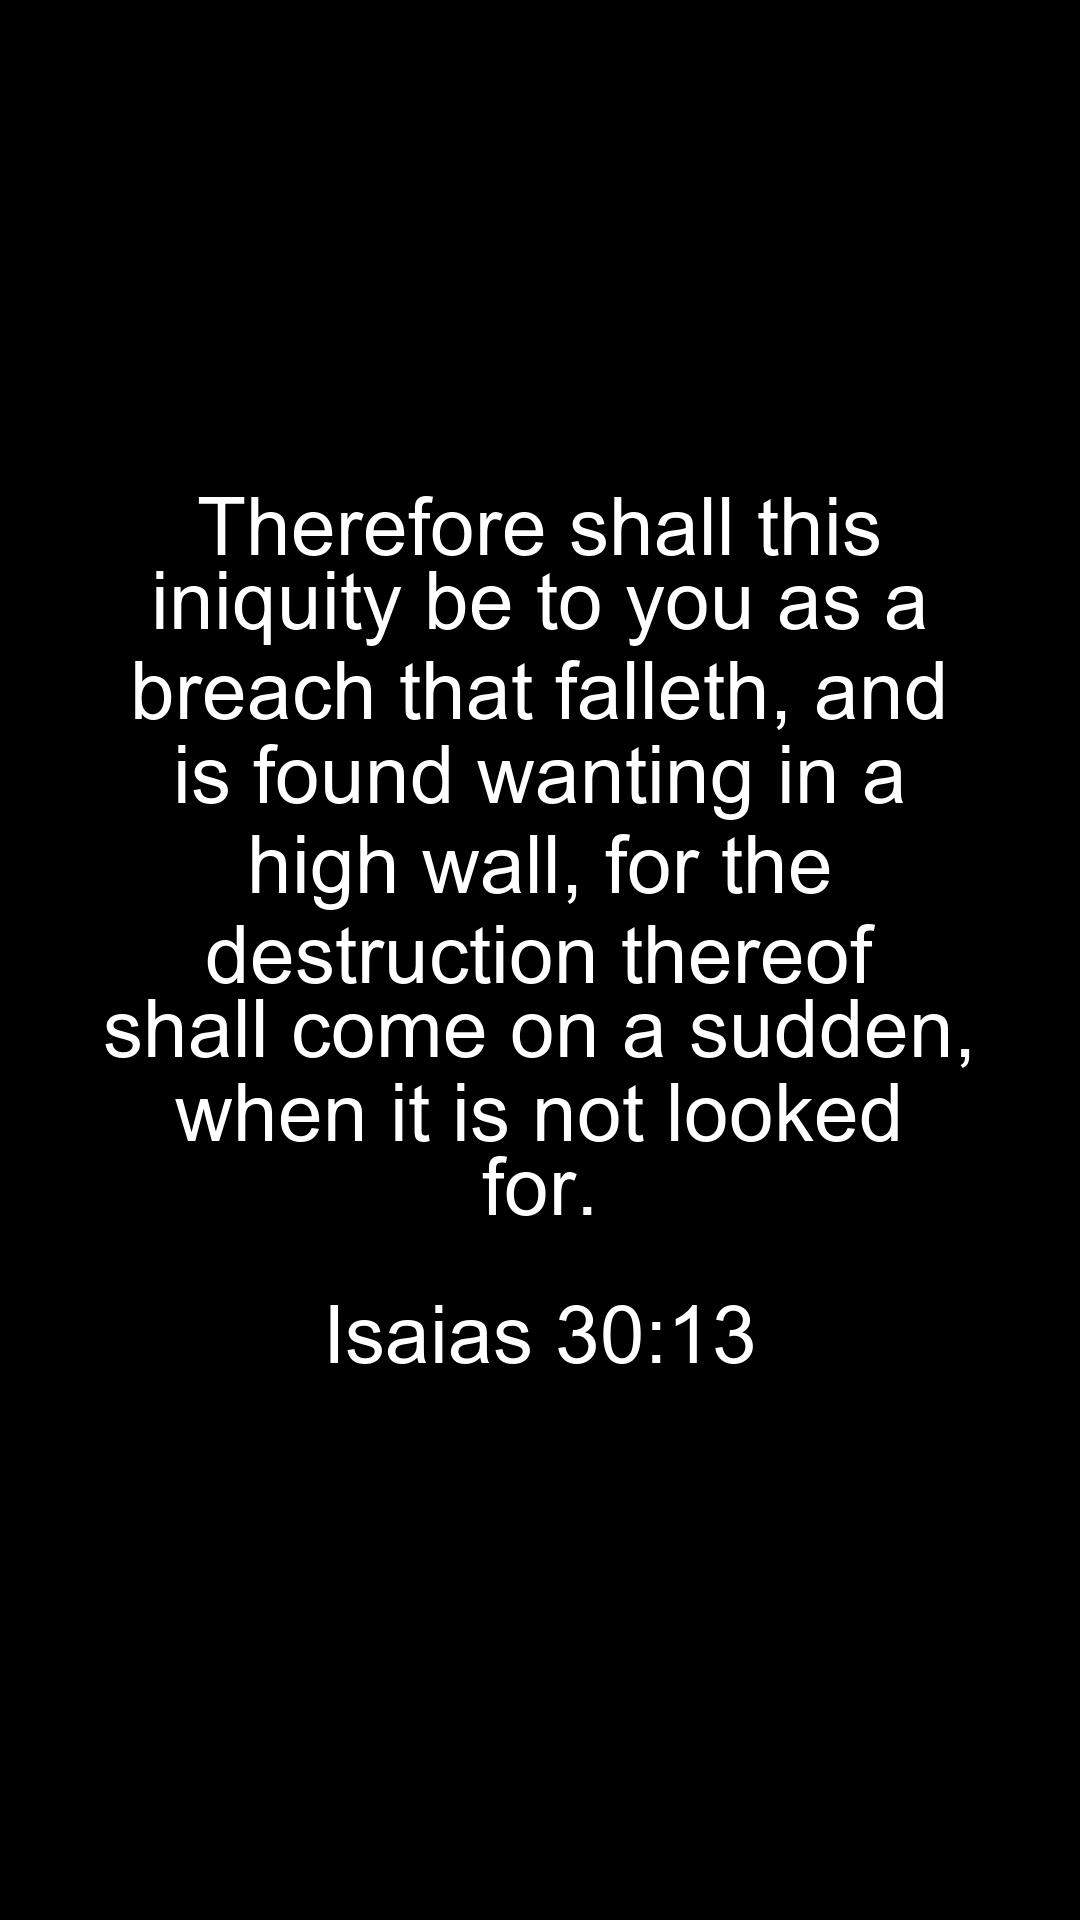 Therefore shall this
iniquity be to you as a
breach that falleth, and
is found wanting in a
high wall, for the
destruction thereof
shall come on a sudden,
when it is not looked
for.
Isaias 30:13